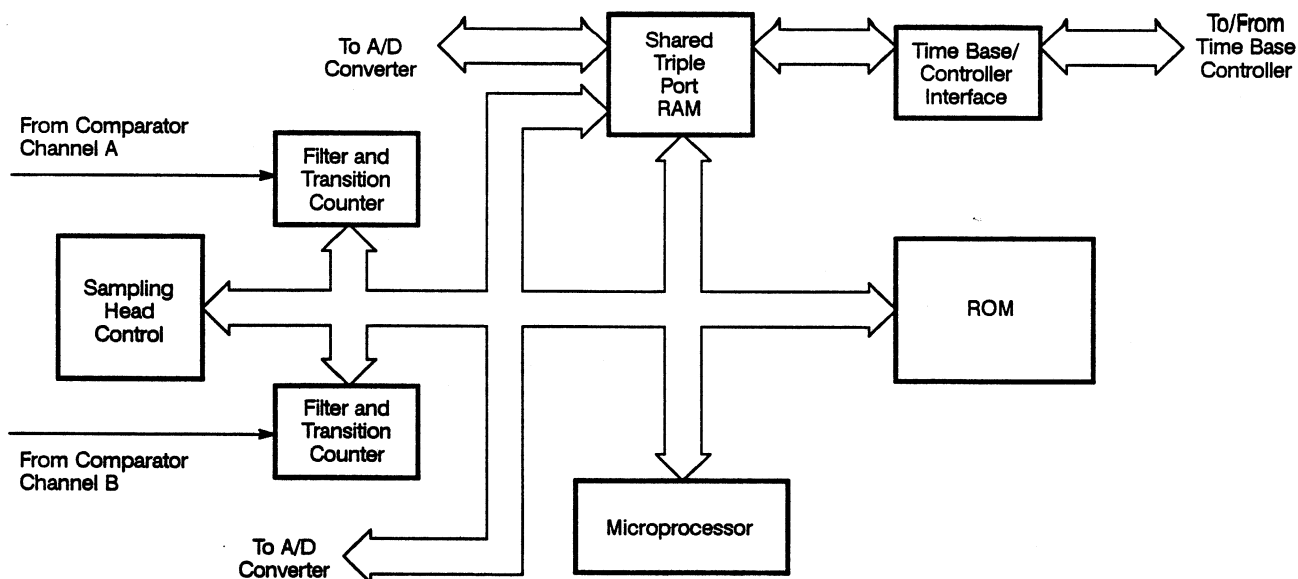 To A/D
Converter
Shared
Triple
Port
RAM
Time Base/
Controller
Interface
To/From
Time Base
Controller
From Comparator
Channel A
Filter and
Transition
Counter
Sampling
Head
Control
ROM
Filter and
Transition
Counter
From Comparator
Channel B
Microprocessor
To A/D
Converter